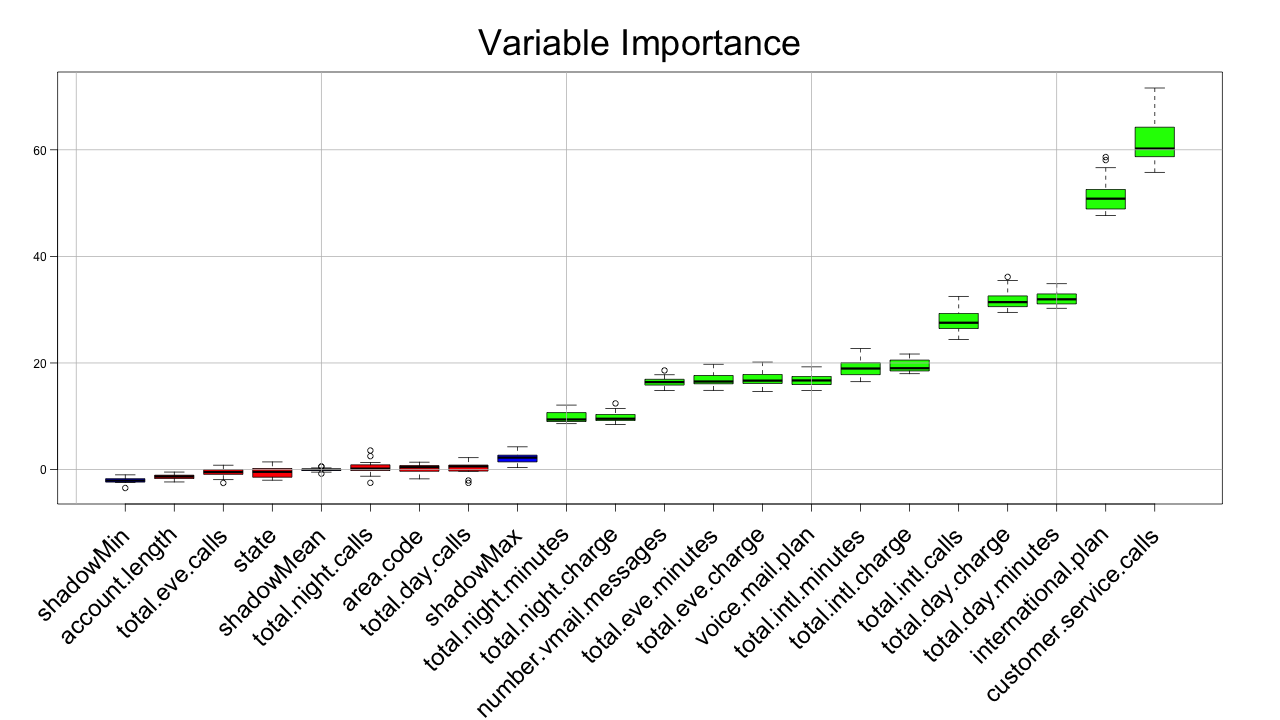 Variable Importance
60
40
20
0
shadowMin
account.length
total.eve.calls
state
shadowMean
total.night.calls
area.code
total.day.calls
shadowMax
total.night.minutes
total.night.charge
number.vmail.messages
total.eve.minutes
total.eve.charge
voice.mail.plan
total.intl.minutes
total.intl.charge
total.intl.calls
total.day.charge
total.day.minutes
international.plan
customer.service.calls